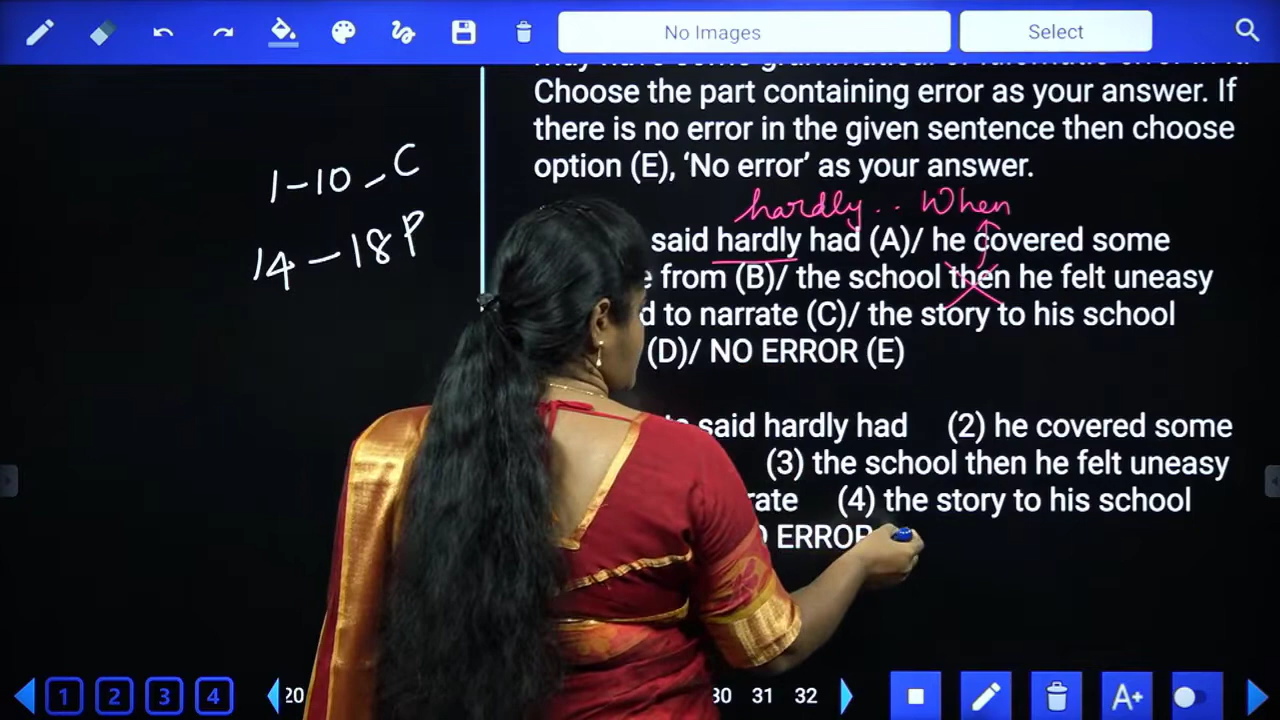 No Images
Select
Choose the part containing error as your answer. If
there is no error in the given sentence then choose
option (E), ‘No error’ as your answer.
hardly.. When
said hardly had (A)/ he covered some
from (B)/ the school then he felt uneasy
to narrate (C)/ the story to his school
(D)/ NO ERROR (E)
said hardly had (2) he covered some
(3) the school then he felt uneasy
(4) the story to his school
ERROR
1-10 - C
14-18 P
1 2 3 4 20 30 31 32 A+